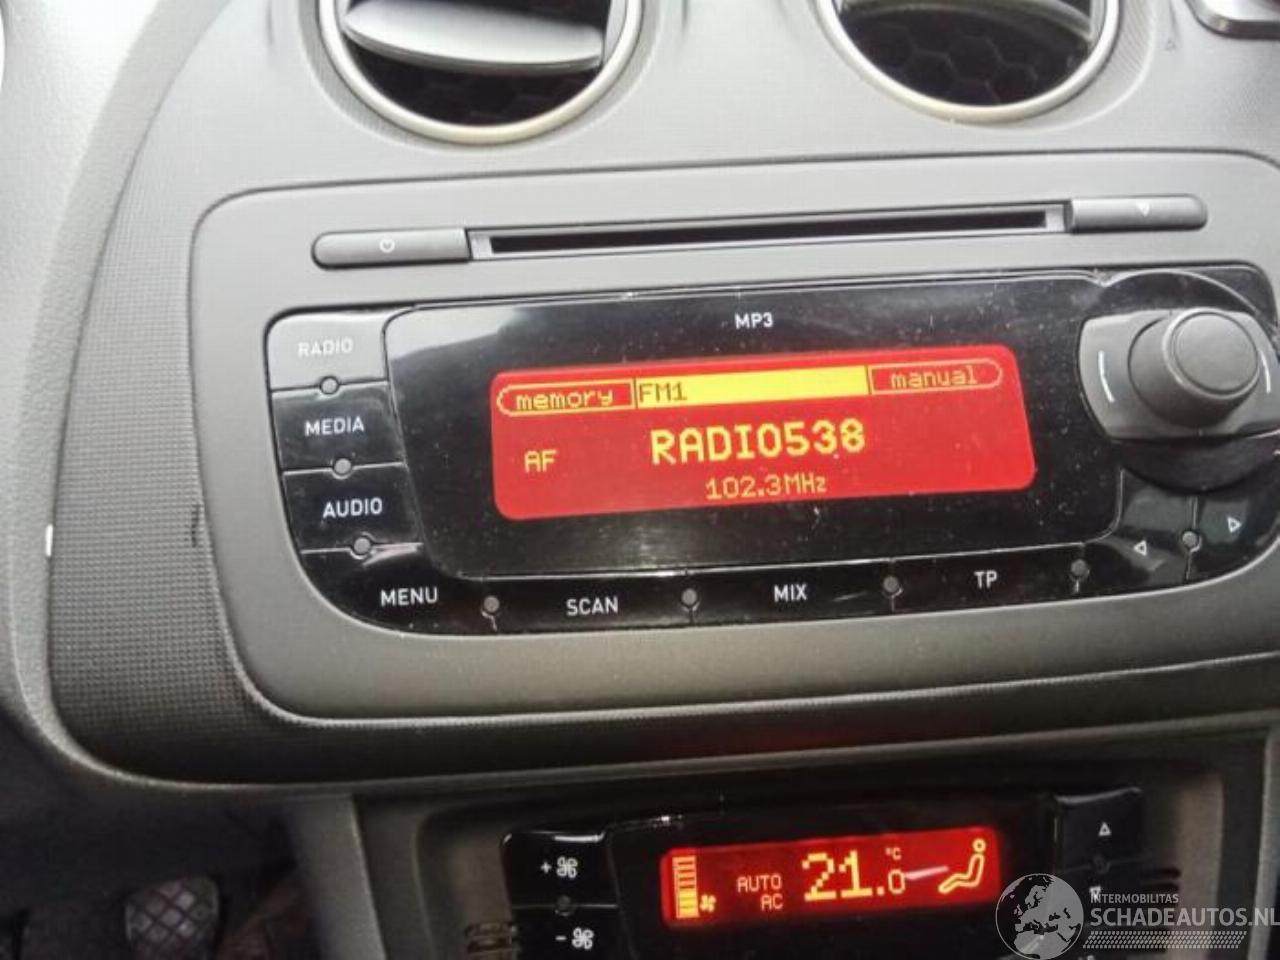 MP3
RADIO
memory FM1 manual
MEDIA
AF RADIO538
102.3MHz
AUDIO
MENU SCAN MIX TP
AUTO
AC
21.0 °C
INTERMOBILITAS
SCHADEAUTOS.NL